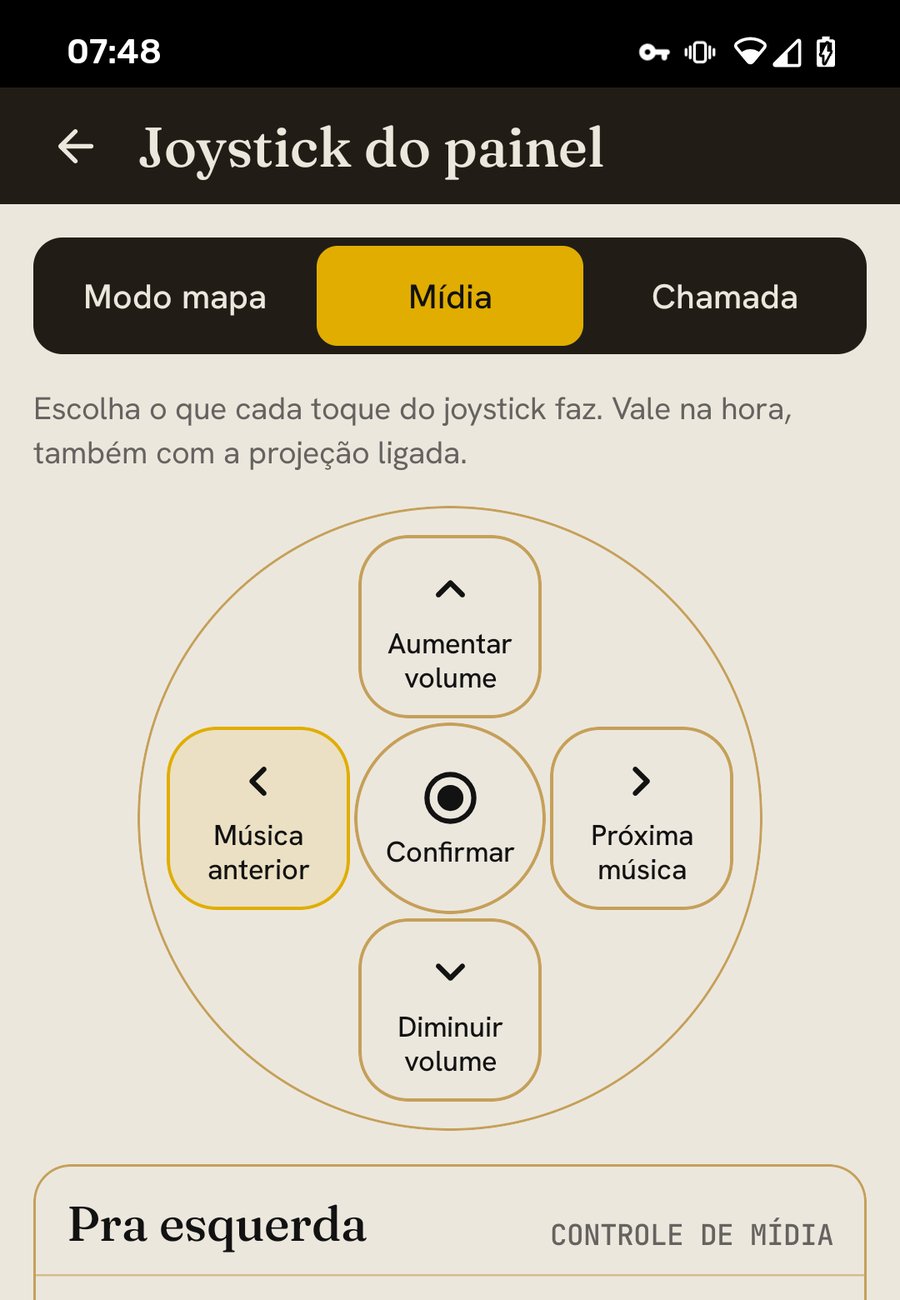 07:48
Joystick do painel
Modo mapa
Mídia
Chamada
Escolha o que cada toque do joystick faz. Vale na hora,
também com a projeção ligada.
Aumentar
volume
Música
anterior
Confirmar
Próxima
música
Diminuir
volume
Pra esquerda
CONTROLE DE MÍDIA